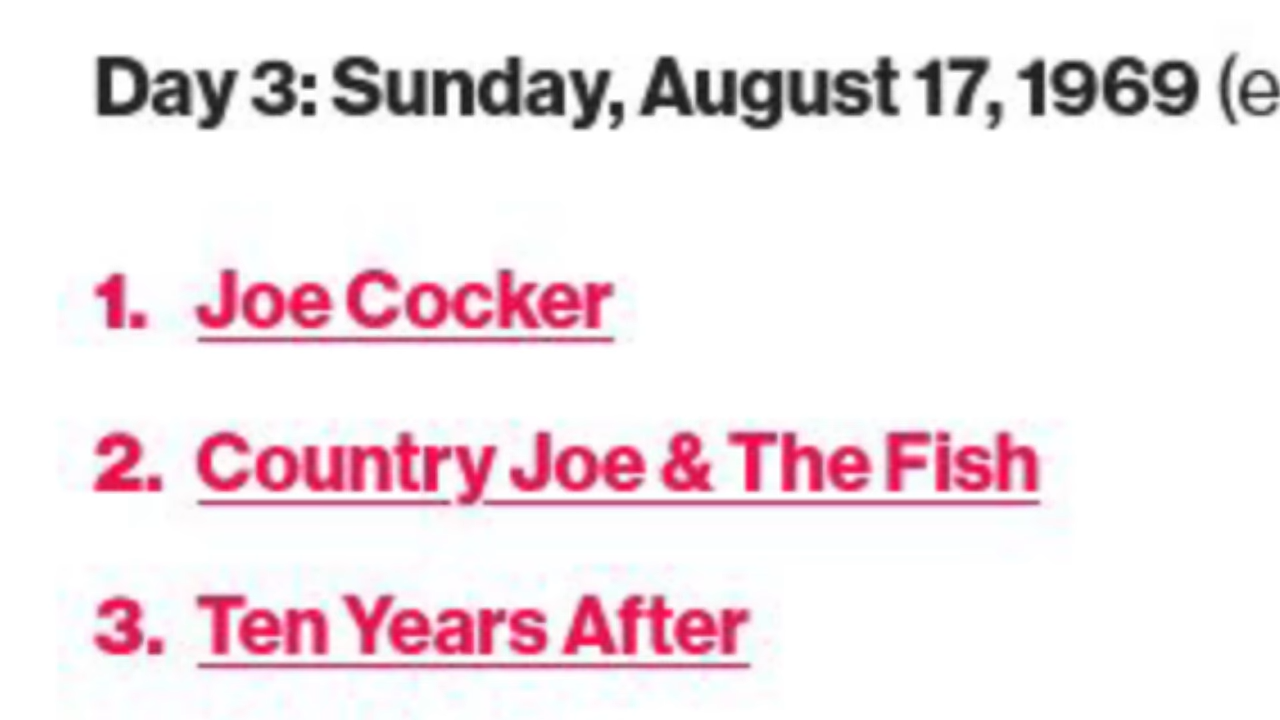 Day 3: Sunday, August 17, 1969 (e
1. Joe Cocker
2. Country Joe & The Fish
3. Ten Years After